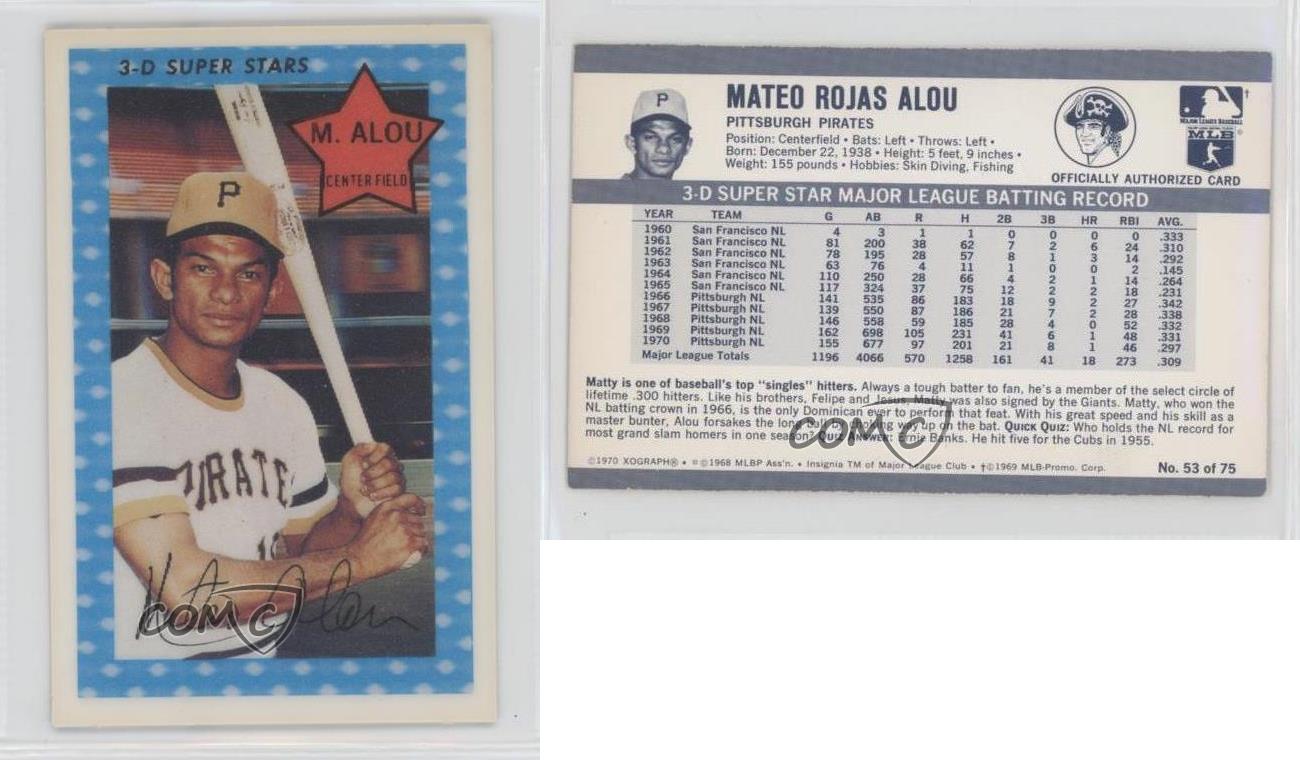 3-D SUPER STARS
M. ALOU
CENTER FIELD
P
PIRATES
Matty Alou
COMC
P
MATEO ROJAS ALOU
PITTSBURGH PIRATES
Position: Centerfield • Bats: Left • Throws: Left •
Born: December 22, 1938 • Height: 5 feet, 9 inches •
Weight: 155 pounds • Hobbies: Skin Diving, Fishing
†
MAJOR LEAGUE BASEBALL
MLB
®
OFFICIALLY AUTHORIZED CARD
3-D SUPER STAR MAJOR LEAGUE BATTING RECORD
YEAR TEAM G AB R H 2B 3B HR RBI AVG.
1960 San Francisco NL 4 3 1 1 0 0 0 0 .333
1961 San Francisco NL 81 200 38 62 7 2 6 24 .310
1962 San Francisco NL 78 195 28 57 8 1 3 14 .292
1963 San Francisco NL 63 76 4 11 1 0 0 2 .145
1964 San Francisco NL 110 250 28 66 4 2 1 14 .264
1965 San Francisco NL 117 324 37 75 12 2 2 18 .231
1966 Pittsburgh NL 141 535 86 183 18 9 2 27 .342
1967 Pittsburgh NL 139 550 87 186 21 7 2 28 .338
1968 Pittsburgh NL 146 558 59 185 28 4 0 52 .332
1969 Pittsburgh NL 162 698 105 231 41 6 1 48 .331
1970 Pittsburgh NL 155 677 97 201 21 8 1 46 .297
Major League Totals 1196 4066 570 1258 161 41 18 273 .309
Matty is one of baseball's top "singles" hitters. Always a tough batter to fan, he's a member of the select circle of
lifetime .300 hitters. Like his brothers, Felipe and Jesus, Matty was also signed by the Giants. Matty, who won the
NL batting crown in 1966, is the only Dominican ever to perform that feat. With his great speed and his skill as a
master bunter, Alou forsakes the long ball by choking way up on the bat. QUICK QUIZ: Who holds the NL record for
most grand slam homers in one season? QUIZ ANSWER: Ernie Banks. He hit five for the Cubs in 1955.
COMC
©1970 XOGRAPH® • ¤©1968 MLBP Ass'n. • Insignia TM of Major League Club • †©1969 MLB-Promo. Corp.
No. 53 of 75